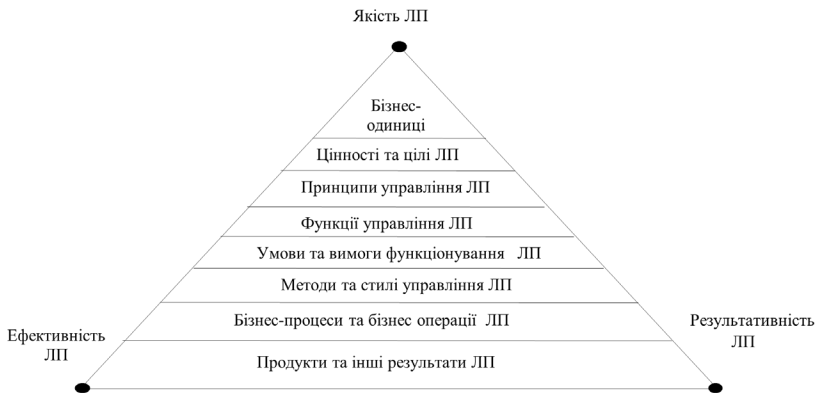 Якість ЛП
Бізнес-
одиниці
Цінності та цілі ЛП
Принципи управління ЛП
Функції управління ЛП
Умови та вимоги функціонування ЛП
Методи та стилі управління ЛП
Бізнес-процеси та бізнес операції ЛП
Продукти та інші результати ЛП
Ефективність
ЛП
Результативність
ЛП